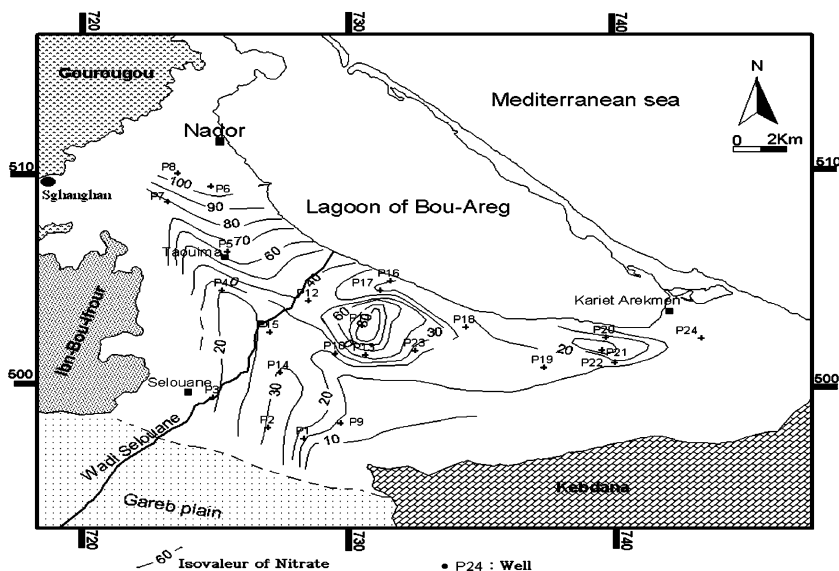 720
730
740
Gourougou
Mediterranean sea
N
Nador
0 2Km
510
510
P8
100
P6
Sghanghan
P7
90
Lagoon of Bou-Areg
80
70
P5
Taouima
60
40
P16
P17
P4
P12
Kariet Arekmen
60
P18
P15
30
P20
P24
P10
P13
P23
20
P21
P22
P19
Ibn-Bou-Ifrour
20
P14
500
500
Selouane
P3
30
20
P2
P9
P1
10
Wadi Selouane
Gareb plain
Kebdana
720
730
740
60
Isovaleur of Nitrate
P24 : Well